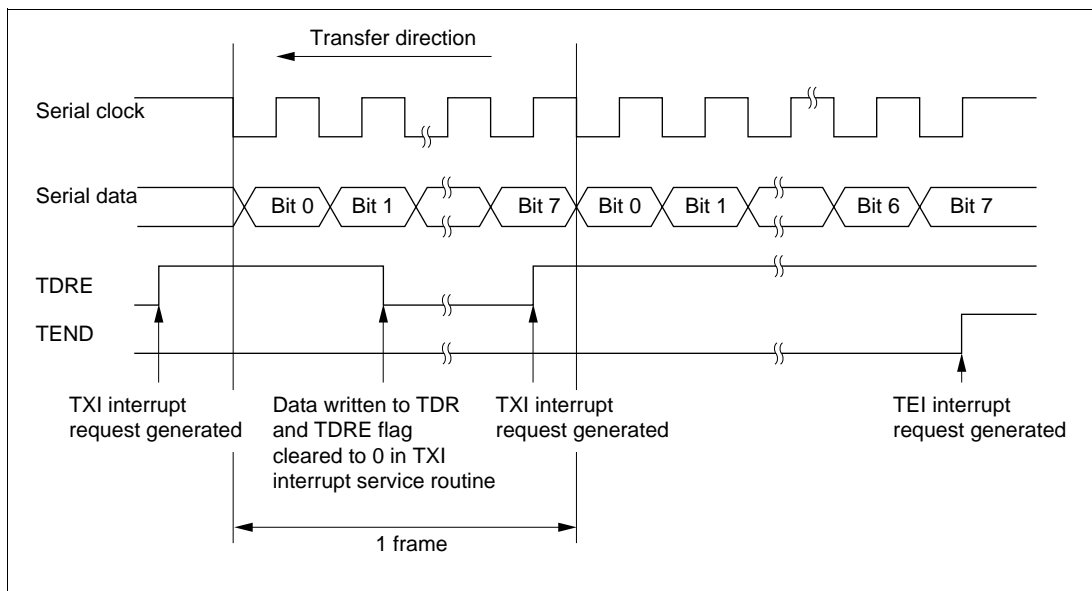 Transfer direction
Serial clock
Serial data
Bit 0
Bit 1
Bit 7
Bit 0
Bit 1
Bit 6
Bit 7
TDRE
TEND
TXI interrupt
request generated
Data written to TDR
and TDRE flag
cleared to 0 in TXI
interrupt service routine
TXI interrupt
request generated
TEI interrupt
request generated
1 frame